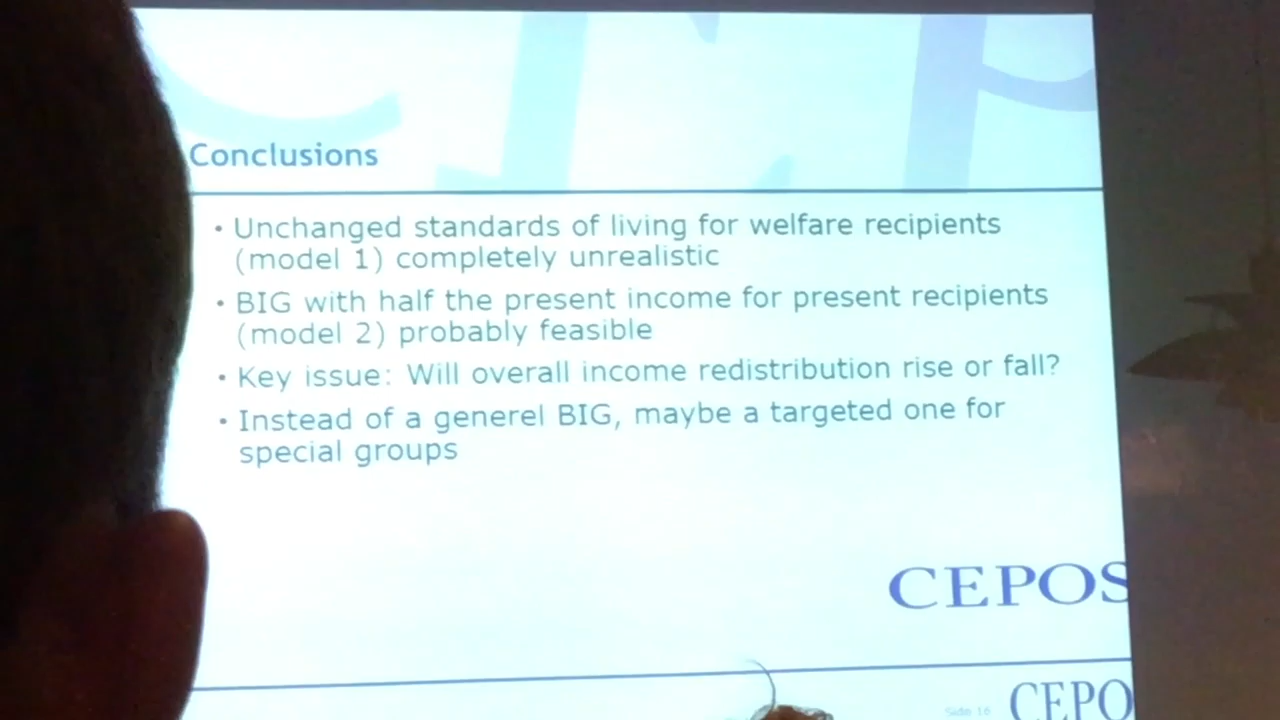 Conclusions
• Unchanged standards of living for welfare recipients
(model 1) completely unrealistic
• BIG with half the present income for present recipients
(model 2) probably feasible
• Key issue: Will overall income redistribution rise or fall?
• Instead of a generel BIG, maybe a targeted one for
special groups
CEPOS
Side 16
CEPO